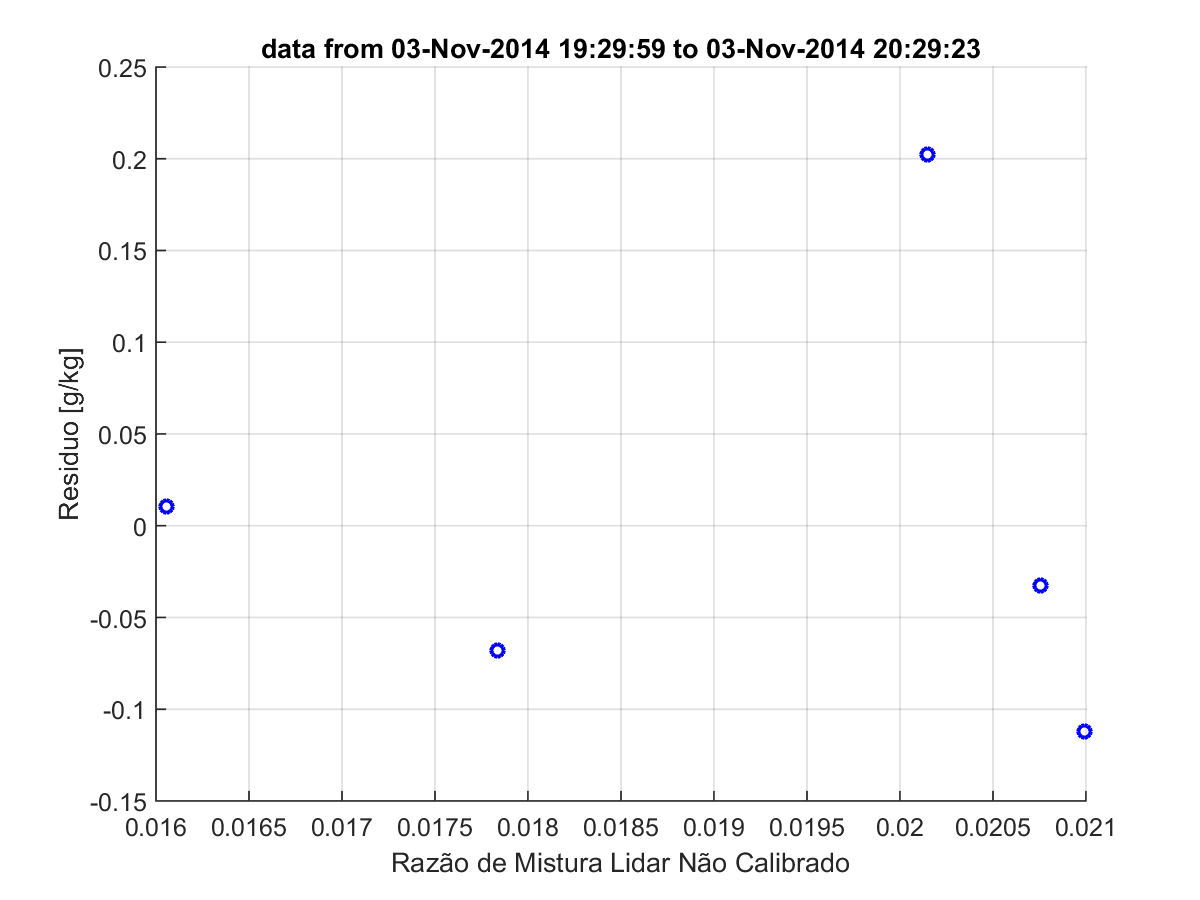 data from 03-Nov-2014 19:29:59 to 03-Nov-2014 20:29:23
0.25
0.2
0.15
0.1
0.05
0
-0.05
-0.1
-0.15
Residuo [g/kg]
0.016 0.0165 0.017 0.0175 0.018 0.0185 0.019 0.0195 0.02 0.0205 0.021
Razão de Mistura Lidar Não Calibrado